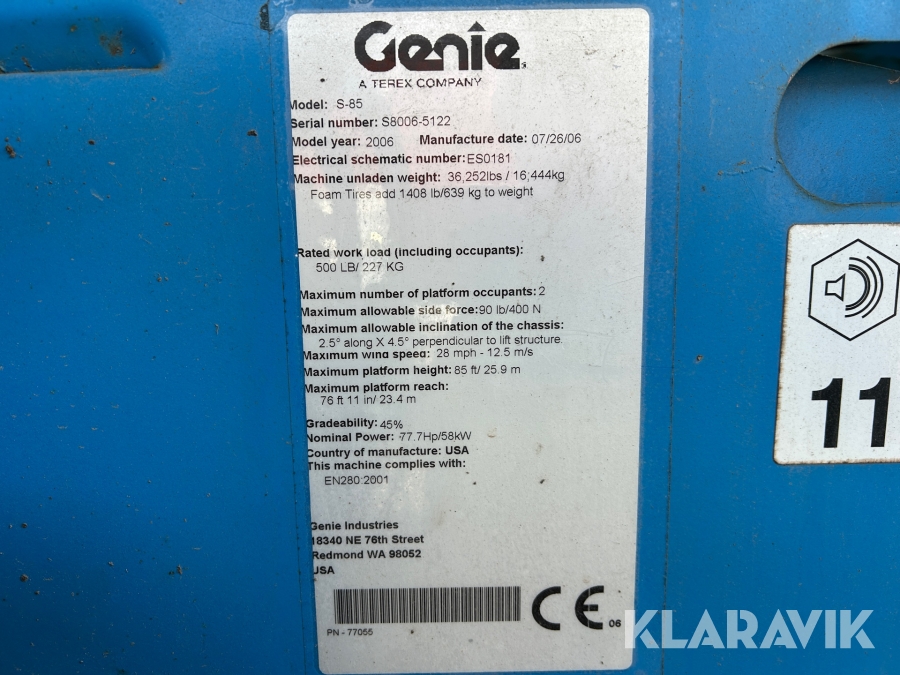 Genie
A TEREX COMPANY
Model: S-85
Serial number: S8006-5122
Model year: 2006 Manufacture date: 07/26/06
Electrical schematic number: ES0181
Machine unladen weight: 36,252lbs / 16,444kg
Foam Tires add 1408 lb/639 kg to weight
Rated work load (including occupants):
500 LB/ 227 KG
Maximum number of platform occupants: 2
Maximum allowable side force: 90 lb/400 N
Maximum allowable inclination of the chassis:
2.5° along X 4.5° perpendicular to lift structure.
Maximum wind speed: 28 mph - 12.5 m/s
Maximum platform height: 85 ft/ 25.9 m
Maximum platform reach:
76 ft 11 in/ 23.4 m
Gradeability: 45%
Nominal Power: 77.7Hp/58kW
Country of manufacture: USA
This machine complies with:
EN280:2001
Genie Industries
18340 NE 76th Street
Redmond WA 98052
USA
PN - 77055
CE 06
11
KLARAVIK